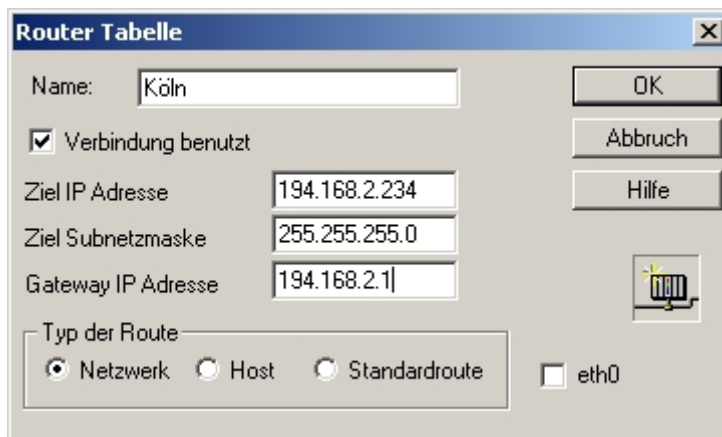 Router Tabelle
Name: Köln
OK
Verbindung benutzt
Abbruch
Ziel IP Adresse 194.168.2.234
Hilfe
Ziel Subnetzmaske 255.255.255.0
Gateway IP Adresse 194.168.2.1
Typ der Route
Netzwerk Host Standardroute eth0